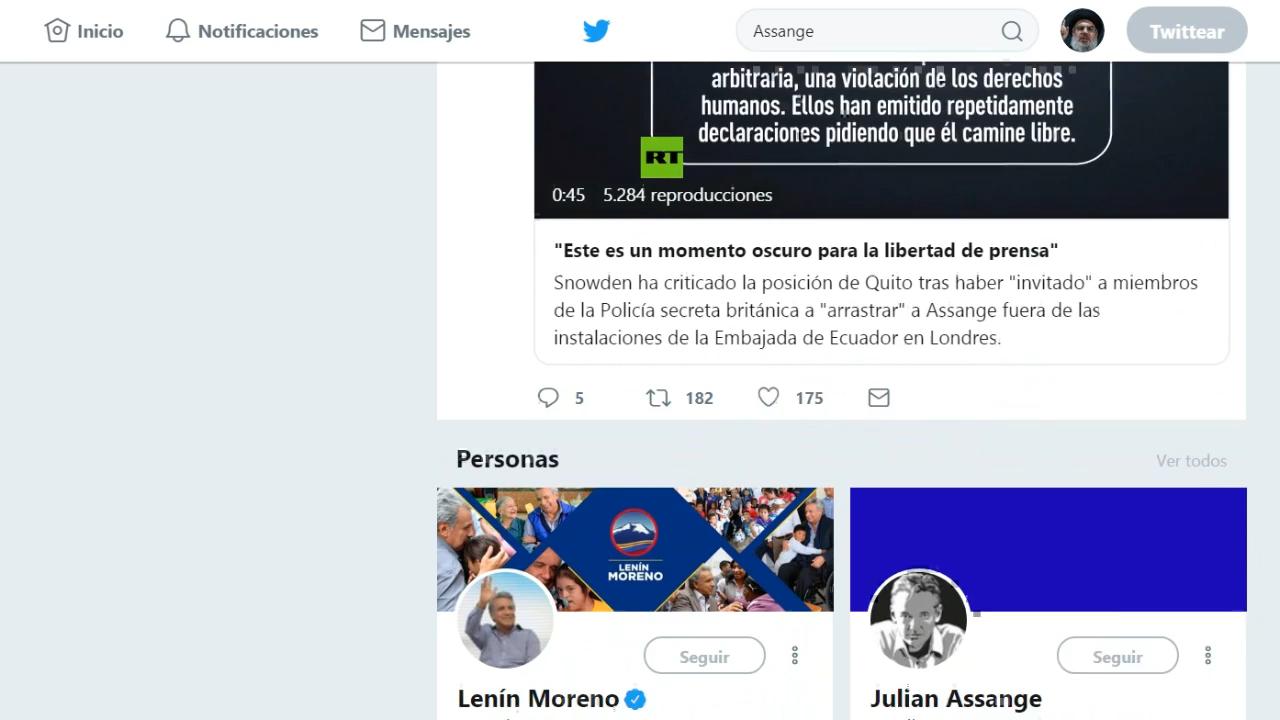 Inicio
Notificaciones
Mensajes
Assange
Twittear
arbitraria, una violación de los derechos
humanos. Ellos han emitido repetidamente
declaraciones pidiendo que él camine libre.
RT
0:45 5.284 reproducciones
"Este es un momento oscuro para la libertad de prensa"
Snowden ha criticado la posición de Quito tras haber "invitado" a miembros
de la Policía secreta británica a "arrastrar" a Assange fuera de las
instalaciones de la Embajada de Ecuador en Londres.
5 182 175
Personas
Ver todos
LENÍN
MORENO
Seguir
Seguir
Lenín Moreno
Julian Assange